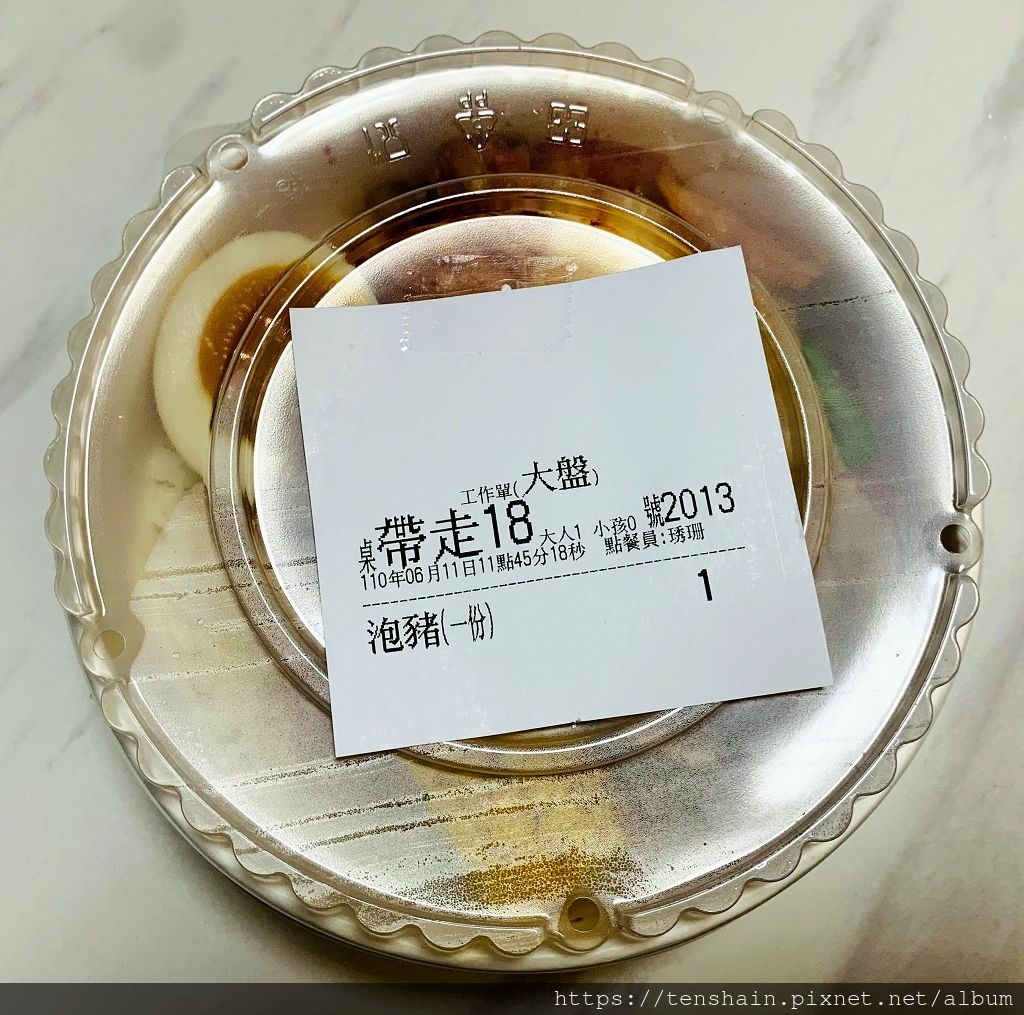 工作單(大盤)
桌帶走18 大人1 小孩0 號2013
110年06月11日11點45分18秒 點餐員:琇珊
泡豬(一份) 1
https://tenshain.pixnet.net/album